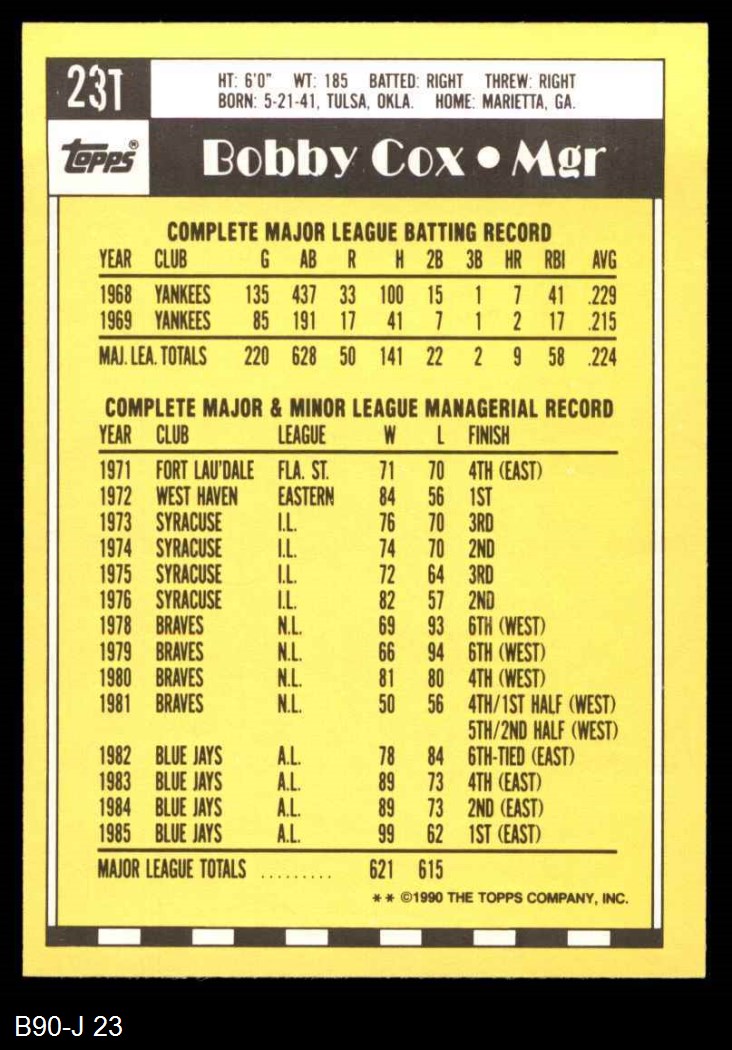 23T
HT: 6'0" WT: 185 BATTED: RIGHT THREW: RIGHT
BORN: 5-21-41, TULSA, OKLA. HOME: MARIETTA, GA.
Topps®
Bobby Cox • Mgr
COMPLETE MAJOR LEAGUE BATTING RECORD
YEAR CLUB G AB R H 2B 3B HR RBI AVG
1968 YANKEES 135 437 33 100 15 1 7 41 .229
1969 YANKEES 85 191 17 41 7 1 2 17 .215
MAJ. LEA. TOTALS 220 628 50 141 22 2 9 58 .224
COMPLETE MAJOR & MINOR LEAGUE MANAGERIAL RECORD
YEAR CLUB LEAGUE W L FINISH
1971 FORT LAU'DALE FLA. ST. 71 70 4TH (EAST)
1972 WEST HAVEN EASTERN 84 56 1ST
1973 SYRACUSE I.L. 76 70 3RD
1974 SYRACUSE I.L. 74 70 2ND
1975 SYRACUSE I.L. 72 64 3RD
1976 SYRACUSE I.L. 82 57 2ND
1978 BRAVES N.L. 69 93 6TH (WEST)
1979 BRAVES N.L. 66 94 6TH (WEST)
1980 BRAVES N.L. 81 80 4TH (WEST)
1981 BRAVES N.L. 50 56 4TH/1ST HALF (WEST)
5TH/2ND HALF (WEST)
1982 BLUE JAYS A.L. 78 84 6TH-TIED (EAST)
1983 BLUE JAYS A.L. 89 73 4TH (EAST)
1984 BLUE JAYS A.L. 89 73 2ND (EAST)
1985 BLUE JAYS A.L. 99 62 1ST (EAST)
MAJOR LEAGUE TOTALS ......... 621 615
** ©1990 THE TOPPS COMPANY, INC.
B90-J 23